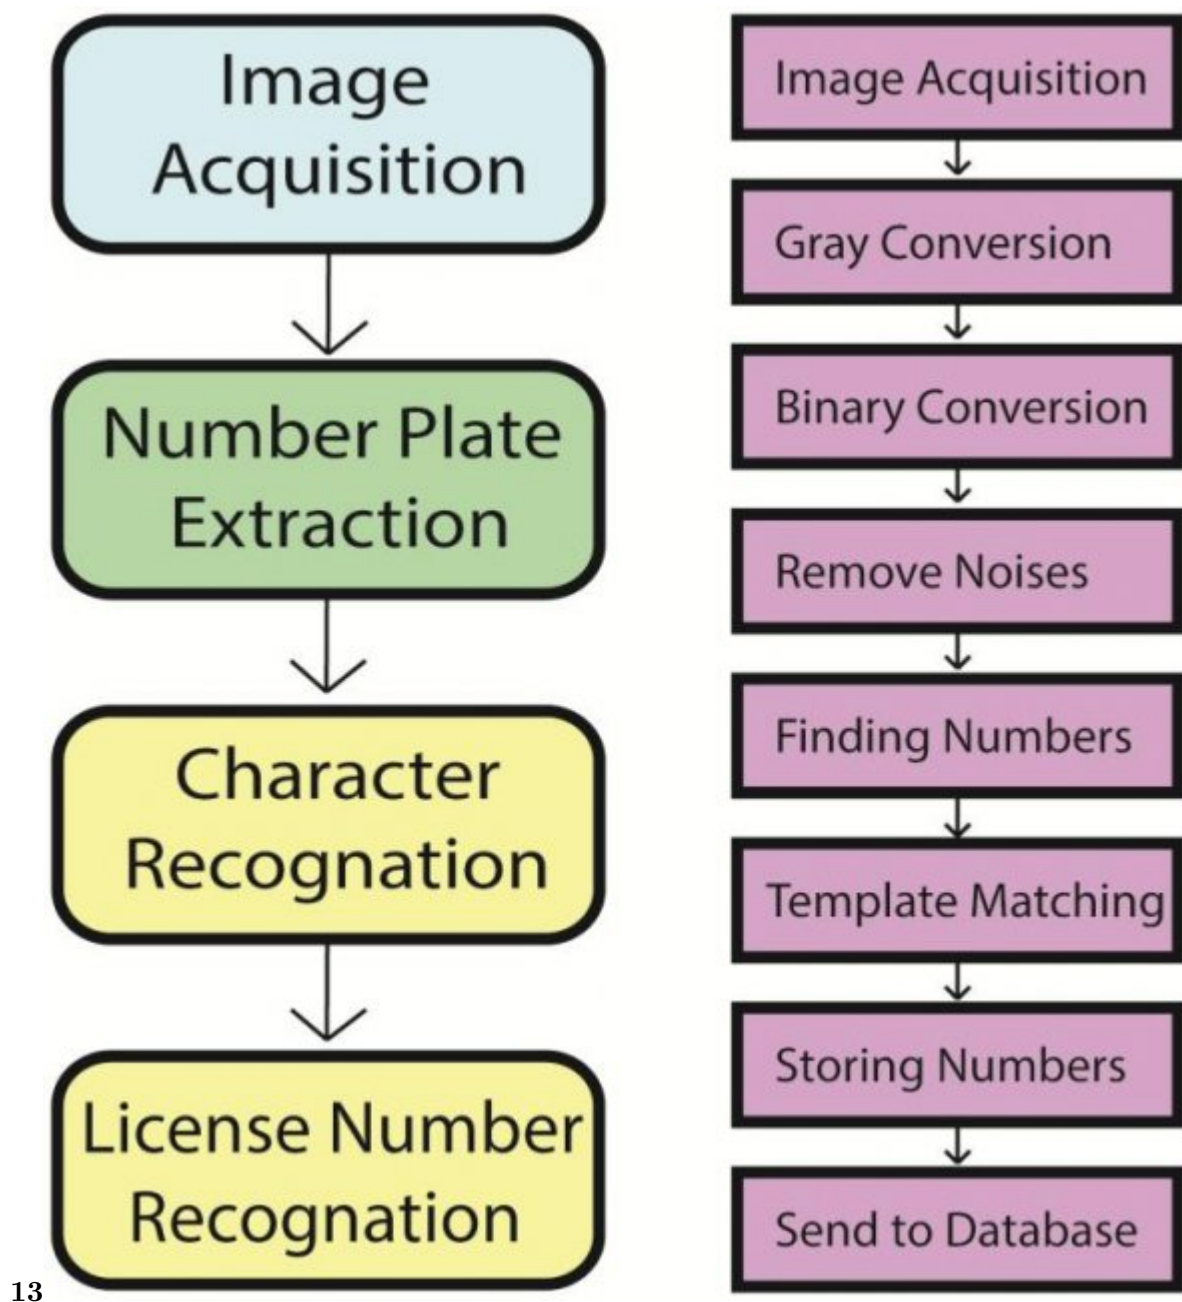 Image
Acquisition
Number Plate
Extraction
Character
Recognation
License Number
Recognation
Image Acquisition
Gray Conversion
Binary Conversion
Remove Noises
Finding Numbers
Template Matching
Storing Numbers
Send to Database
13